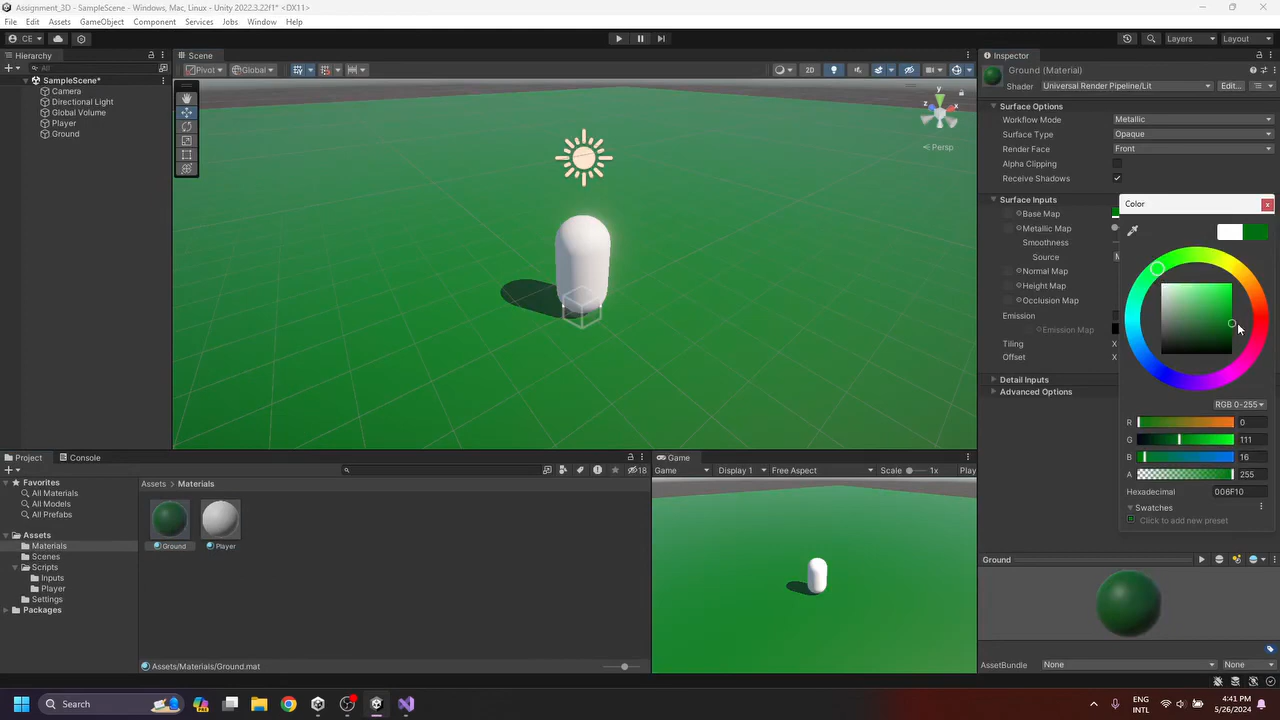 Assignment_3D - SampleScene - Windows, Mac, Linux - Unity 2022.3.22f1* <DX11>
File Edit Assets GameObject Component Services Jobs Window Help
CE Layers Layout
Hierarchy
All
SampleScene*
Camera
Directional Light
Global Volume
Player
Ground
Scene
Pivot Global 2D
y
z x
Persp
Inspector
Ground (Material)
Shader Universal Render Pipeline/Lit Edit...
Surface Options
Workflow Mode Metallic
Surface Type Opaque
Render Face Front
Alpha Clipping
Receive Shadows
Surface Inputs
Base Map
Metallic Map
Smoothness
Source M
Normal Map
Height Map
Occlusion Map
Emission
Emission Map
Tiling X
Offset X
Detail Inputs
Advanced Options
Color x
RGB 0-255
R 0
G 111
B 16
A 255
Hexadecimal 006F10
Swatches
Click to add new preset
Project Console
18
Favorites
All Materials
All Models
All Prefabs
Assets
Materials
Scenes
Scripts
Inputs
Player
Settings
Packages
Assets Materials
Ground Player
Assets/Materials/Ground.mat
Game
Game Display 1 Free Aspect Scale 1x Play
Ground
AssetBundle None None
Search
ENG
INTL
4:41 PM
5/26/2024